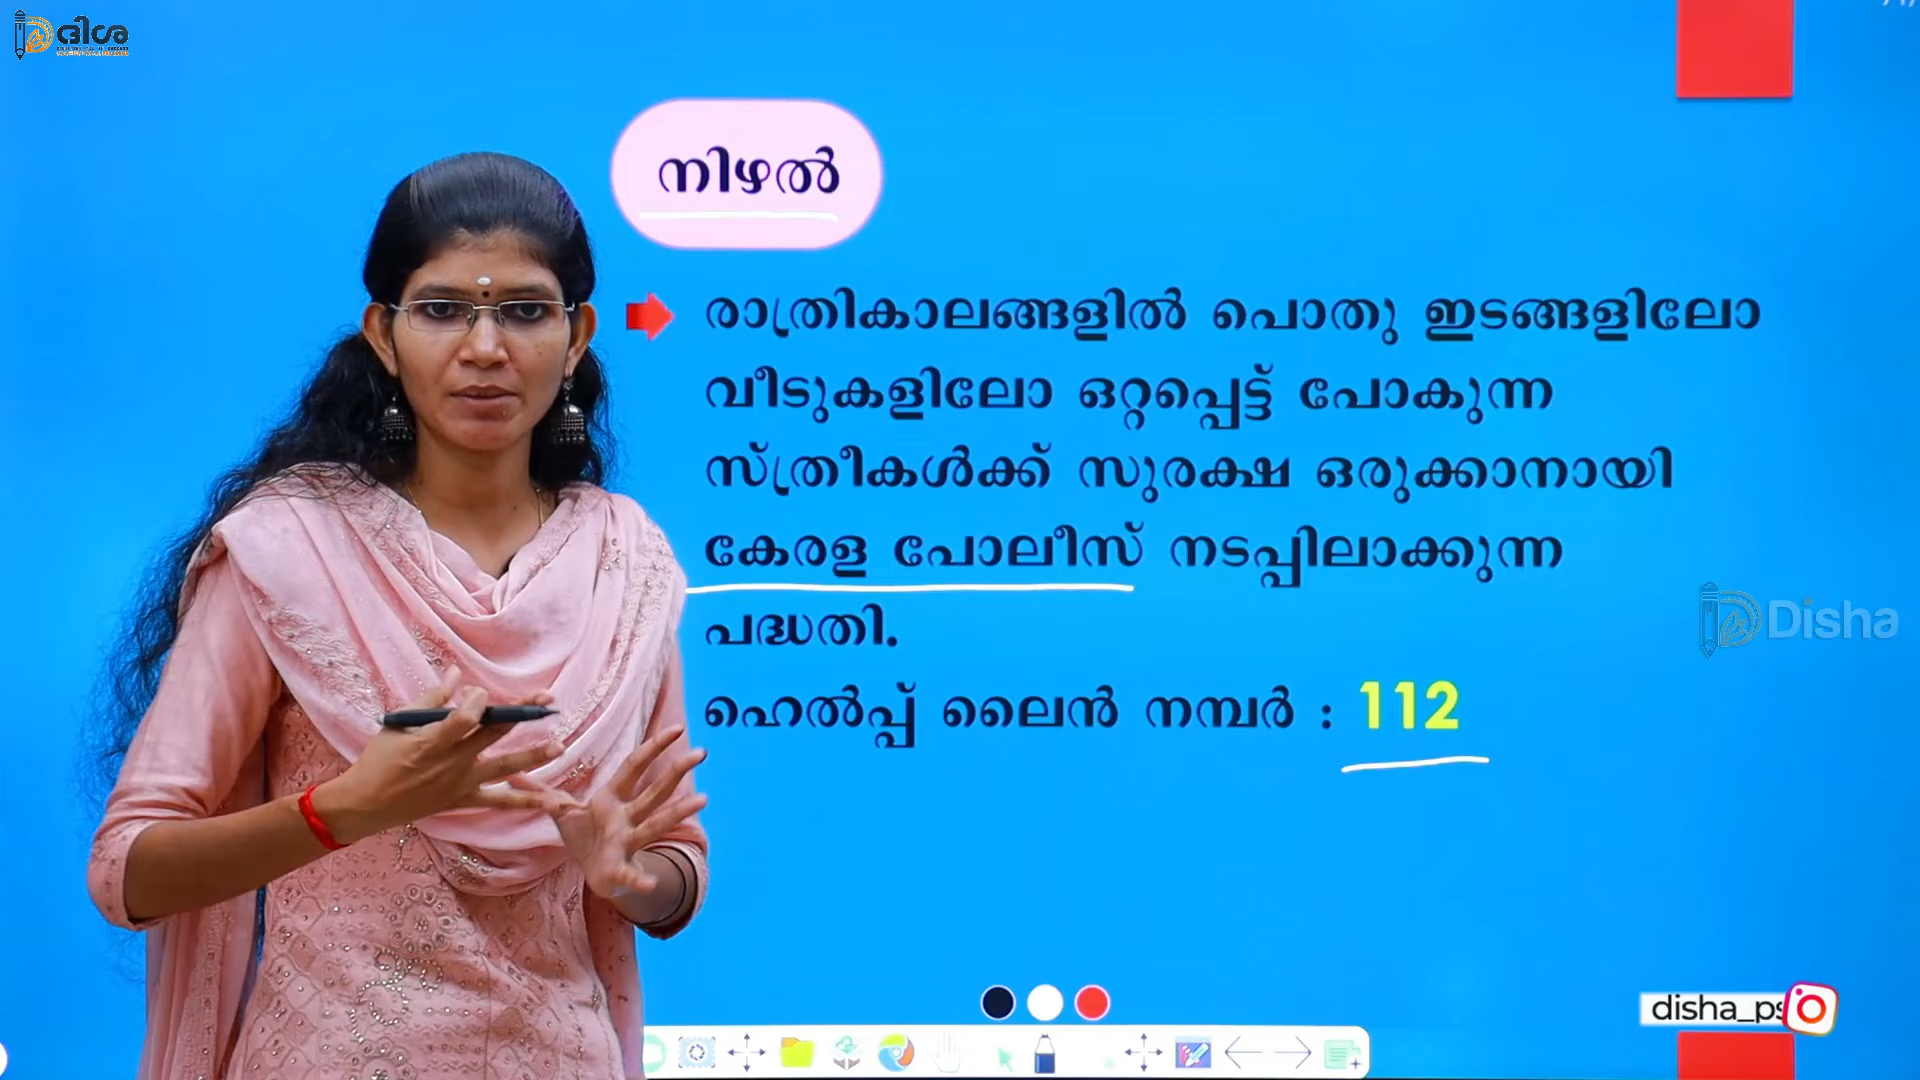 ദിശ
നിഴൽ
രാത്രികാലങ്ങളിൽ പൊതു ഇടങ്ങളിലോ
വീടുകളിലോ ഒറ്റപ്പെട്ട് പോകുന്ന
സ്ത്രീകൾക്ക് സുരക്ഷ ഒരുക്കാനായി
കേരള പോലീസ് നടപ്പിലാക്കുന്ന
പദ്ധതി.
ഹെൽപ്പ് ലൈൻ നമ്പർ : 112
Disha
disha_ps